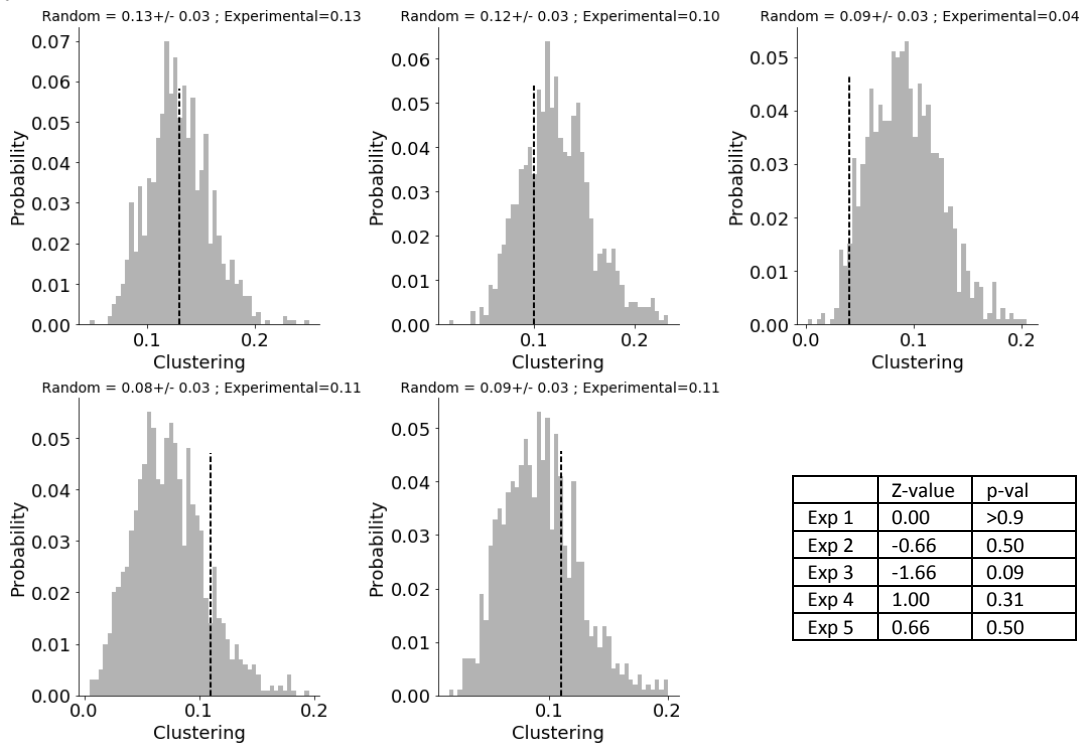 Random = 0.13+/- 0.03 ; Experimental=0.13
0.07
0.06
0.05
0.04
0.03
0.02
0.01
0.00
Probability
0.1
0.2
Clustering
Random = 0.12+/- 0.03 ; Experimental=0.10
0.06
0.05
0.04
0.03
0.02
0.01
0.00
Probability
0.1
0.2
Clustering
Random = 0.09+/- 0.03 ; Experimental=0.04
0.05
0.04
0.03
0.02
0.01
0.00
Probability
0.0
0.1
0.2
Clustering
Random = 0.08+/- 0.03 ; Experimental=0.11
0.05
0.04
0.03
0.02
0.01
0.00
Probability
0.0
0.1
0.2
Clustering
Random = 0.09+/- 0.03 ; Experimental=0.11
0.05
0.04
0.03
0.02
0.01
0.00
Probability
0.1
0.2
Clustering
Z-value p-val
Exp 1 0.00 >0.9
Exp 2 -0.66 0.50
Exp 3 -1.66 0.09
Exp 4 1.00 0.31
Exp 5 0.66 0.50